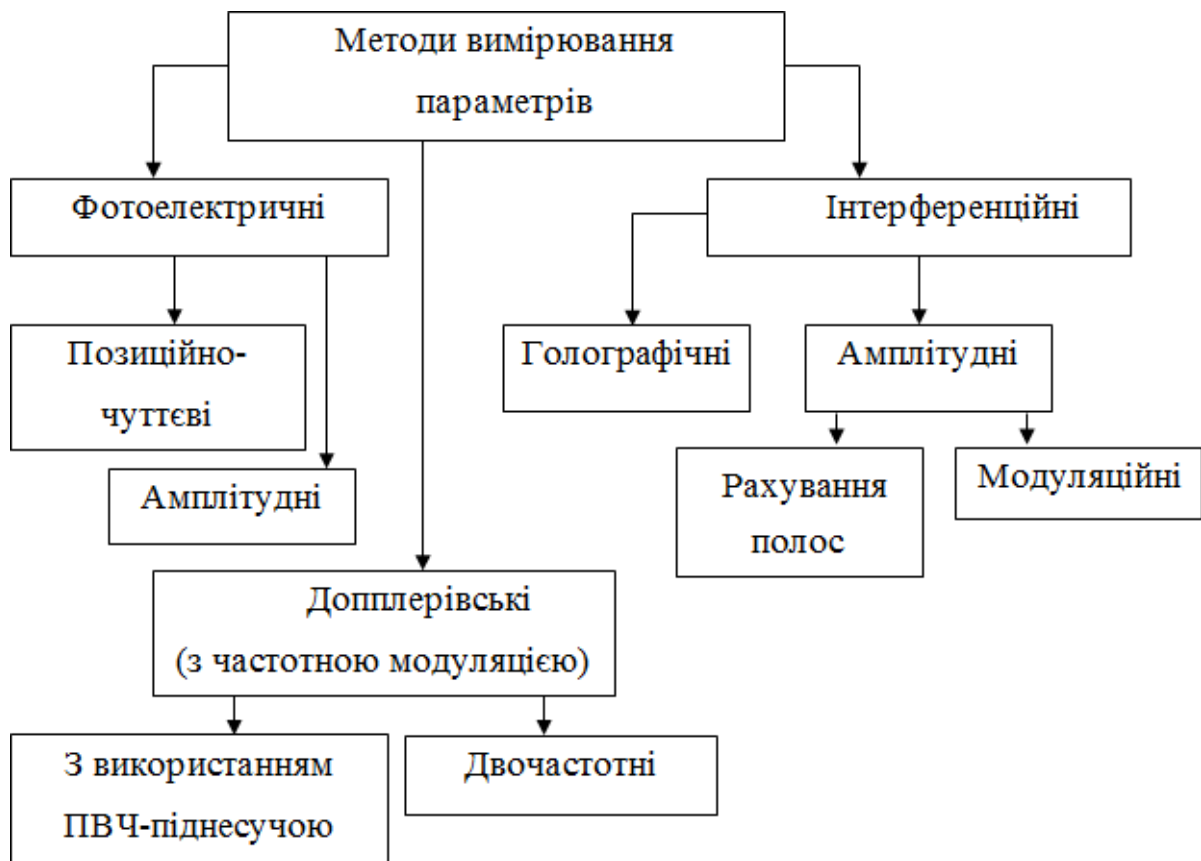 Методи вимірювання
параметрів
Фотоелектричні
Інтерференційні
Позиційно-
чуттєві
Голографічні
Амплітудні
Амплітудні
Рахування
полос
Модуляційні
Допплерівські
(з частотною модуляцією)
З використанням
ПВЧ-піднесучою
Двочастотні